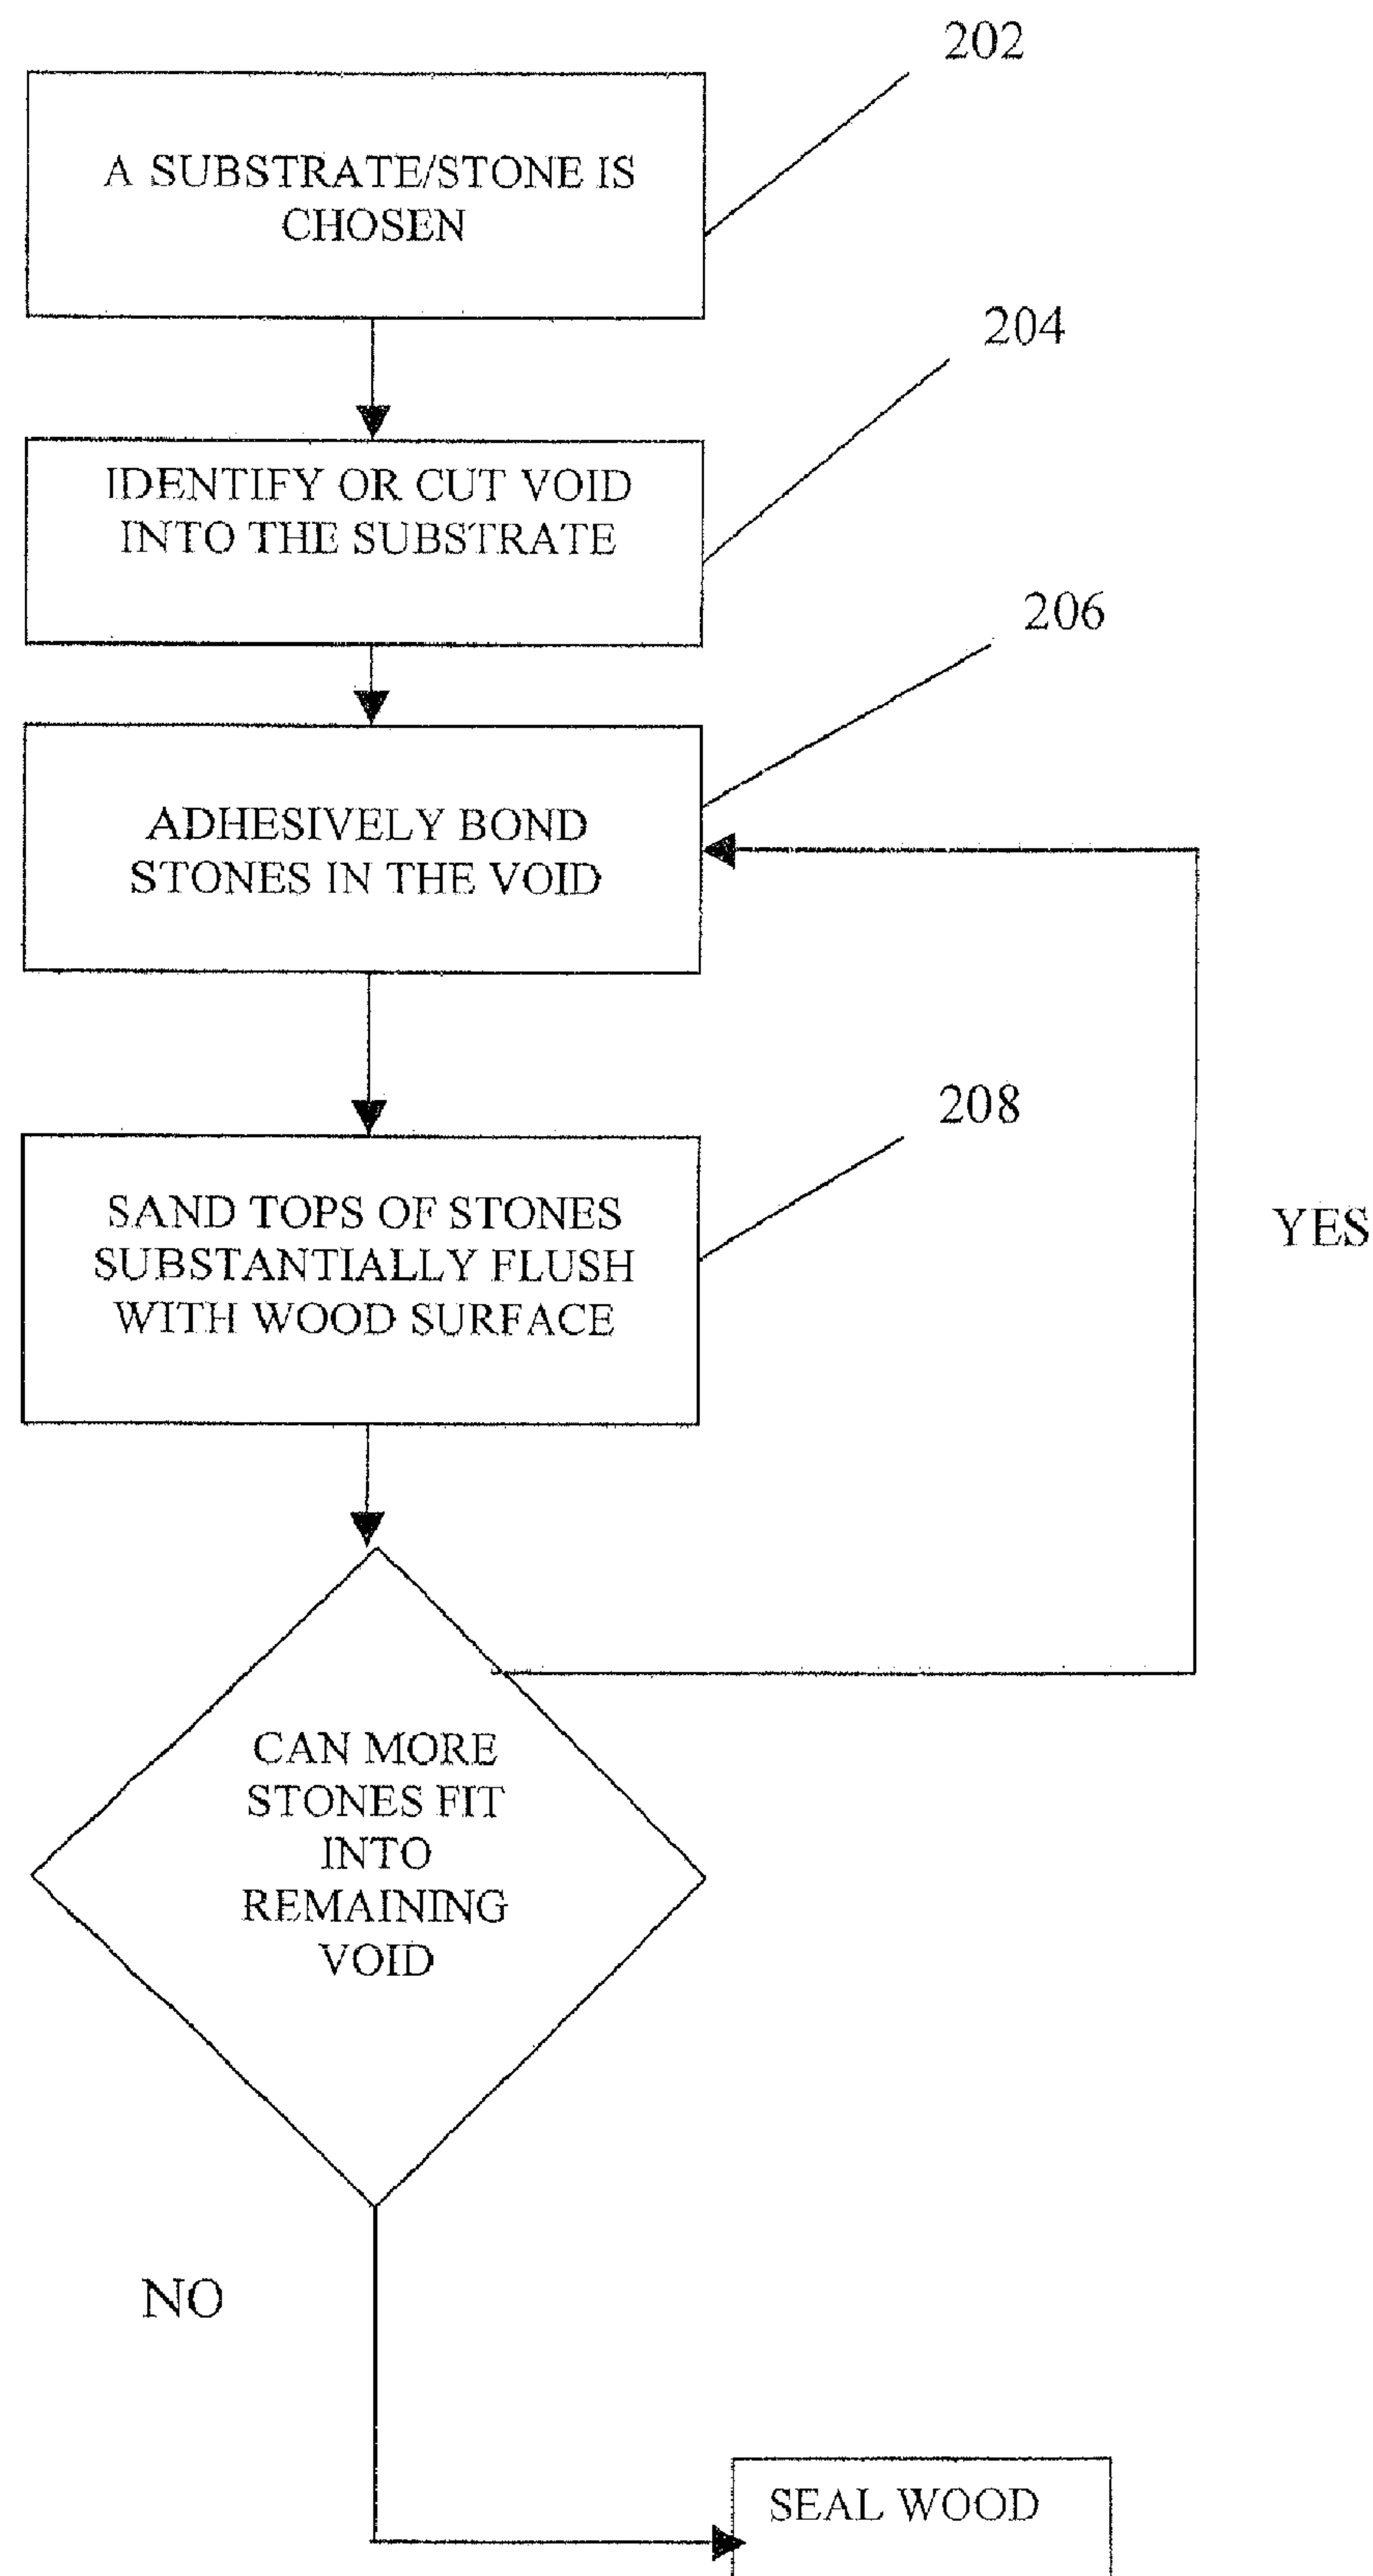 202
A SUBSTRATE/STONE IS
CHOSEN
204
IDENTIFY OR CUT VOID
INTO THE SUBSTRATE
206
ADHESIVELY BOND
STONES IN THE VOID
208
SAND TOPS OF STONES
SUBSTANTIALLY FLUSH
WITH WOOD SURFACE
YES
CAN MORE
STONES FIT
INTO
REMAINING
VOID
NO
SEAL WOOD